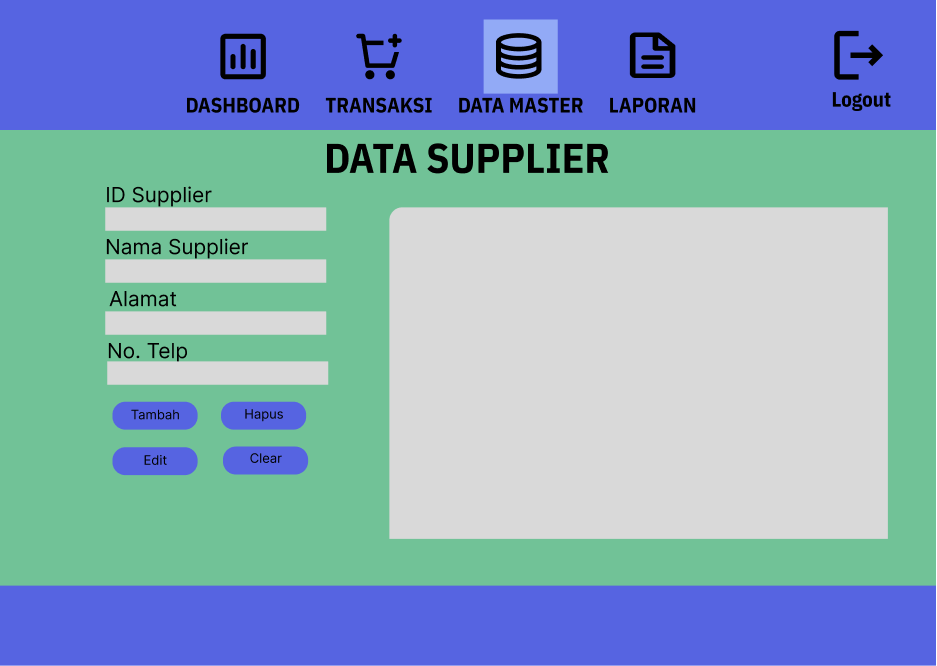 DASHBOARD TRANSAKSI DATA MASTER LAPORAN Logout
DATA SUPPLIER
ID Supplier
Nama Supplier
Alamat
No. Telp
Tambah Hapus
Edit Clear